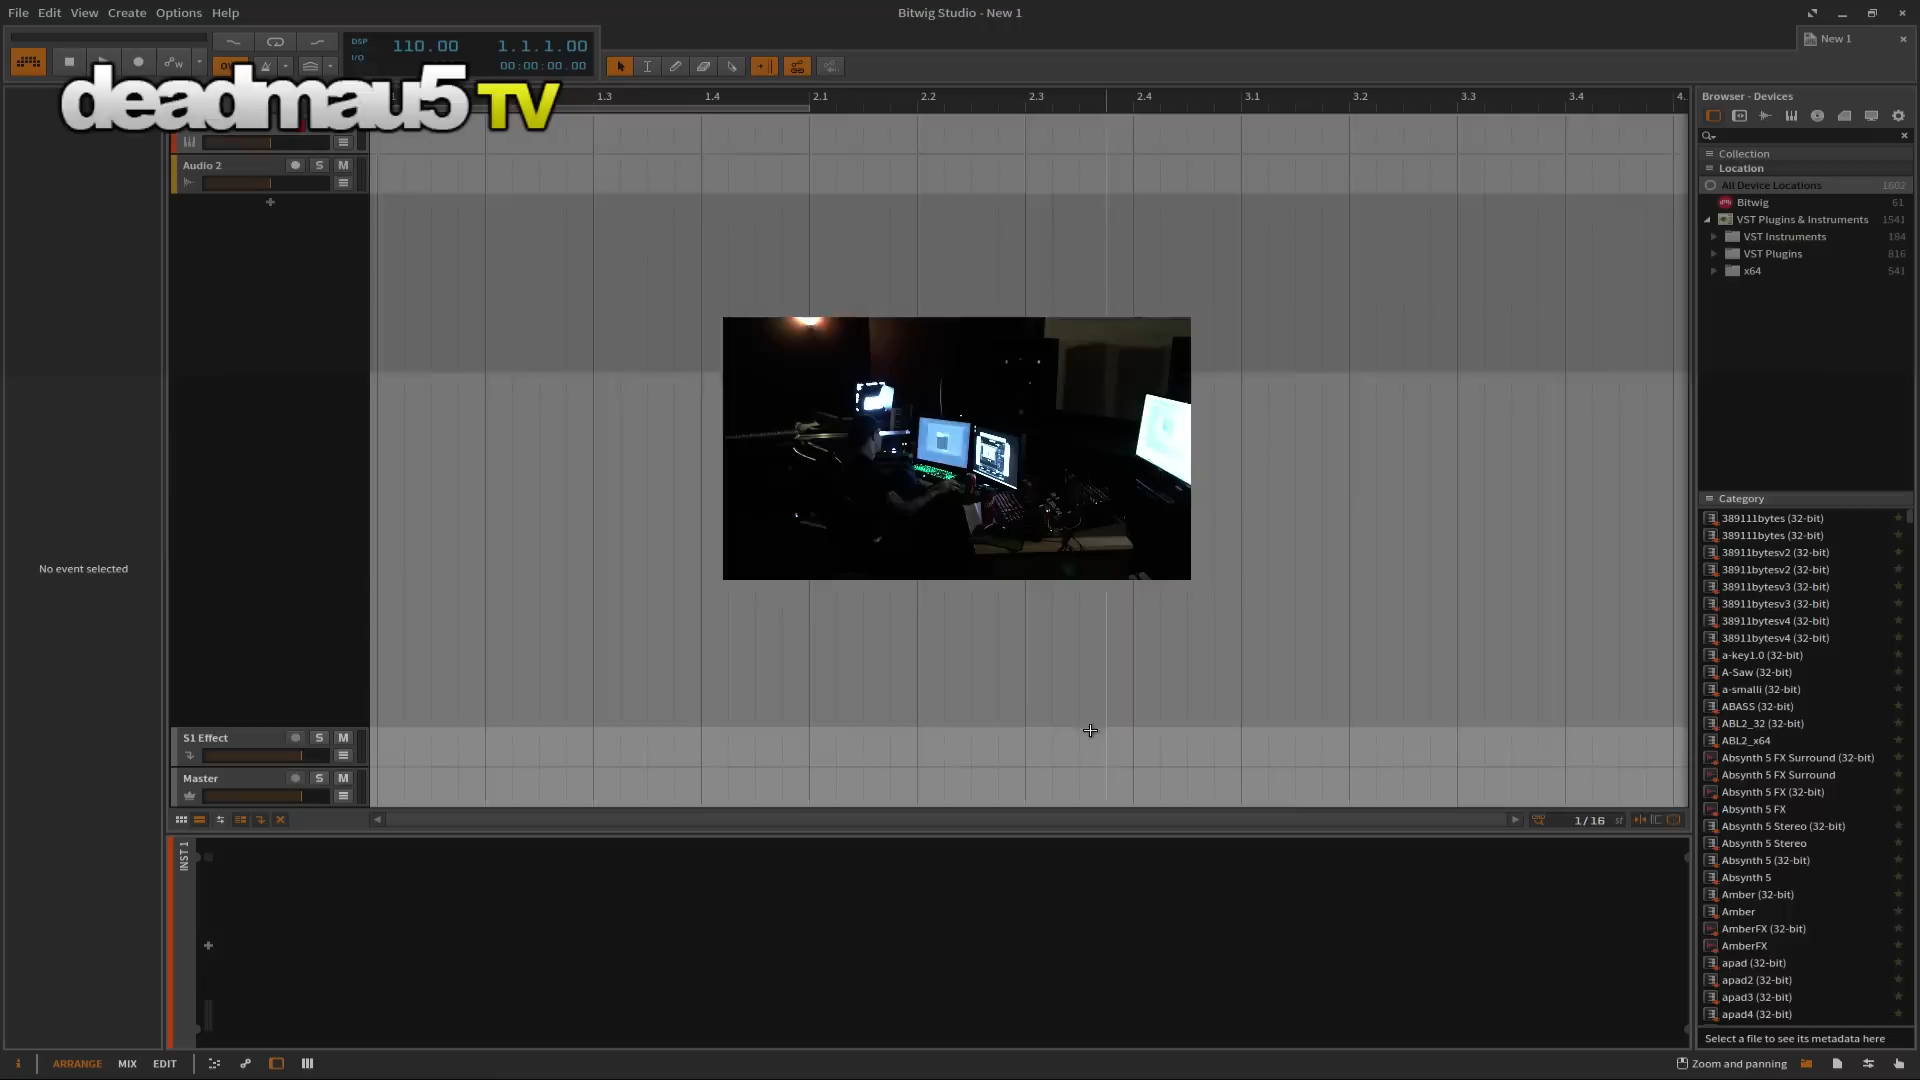 File Edit View Create Options Help
Bitwig Studio - New 1
New 1
DSP
I/O
110.00
1.1.1.00
00:00:00.00
deadmau5 TV
1.3 1.4 2.1 2.2 2.3 2.4 3.1 3.2 3.3 3.4 4..
Audio 2 S M
No event selected
S1 Effect S M
Master S M
1/16 st
INST 1
ARRANGE MIX EDIT
Browser - Devices
Collection
Location
All Device Locations 1602
Bitwig 61
VST Plugins & Instruments 1541
VST Instruments 184
VST Plugins 816
x64 541
Category
389111bytes (32-bit)
389111bytes (32-bit)
38911bytesv2 (32-bit)
38911bytesv2 (32-bit)
38911bytesv3 (32-bit)
38911bytesv3 (32-bit)
38911bytesv4 (32-bit)
38911bytesv4 (32-bit)
a-key1.0 (32-bit)
A-Saw (32-bit)
a-smalli (32-bit)
ABASS (32-bit)
ABL2_32 (32-bit)
ABL2_x64
Absynth 5 FX Surround (32-bit)
Absynth 5 FX Surround
Absynth 5 FX (32-bit)
Absynth 5 FX
Absynth 5 Stereo (32-bit)
Absynth 5 Stereo
Absynth 5 (32-bit)
Absynth 5
Amber (32-bit)
Amber
AmberFX (32-bit)
AmberFX
apad (32-bit)
apad2 (32-bit)
apad3 (32-bit)
apad4 (32-bit)
Select a file to see its metadata here
Zoom and panning